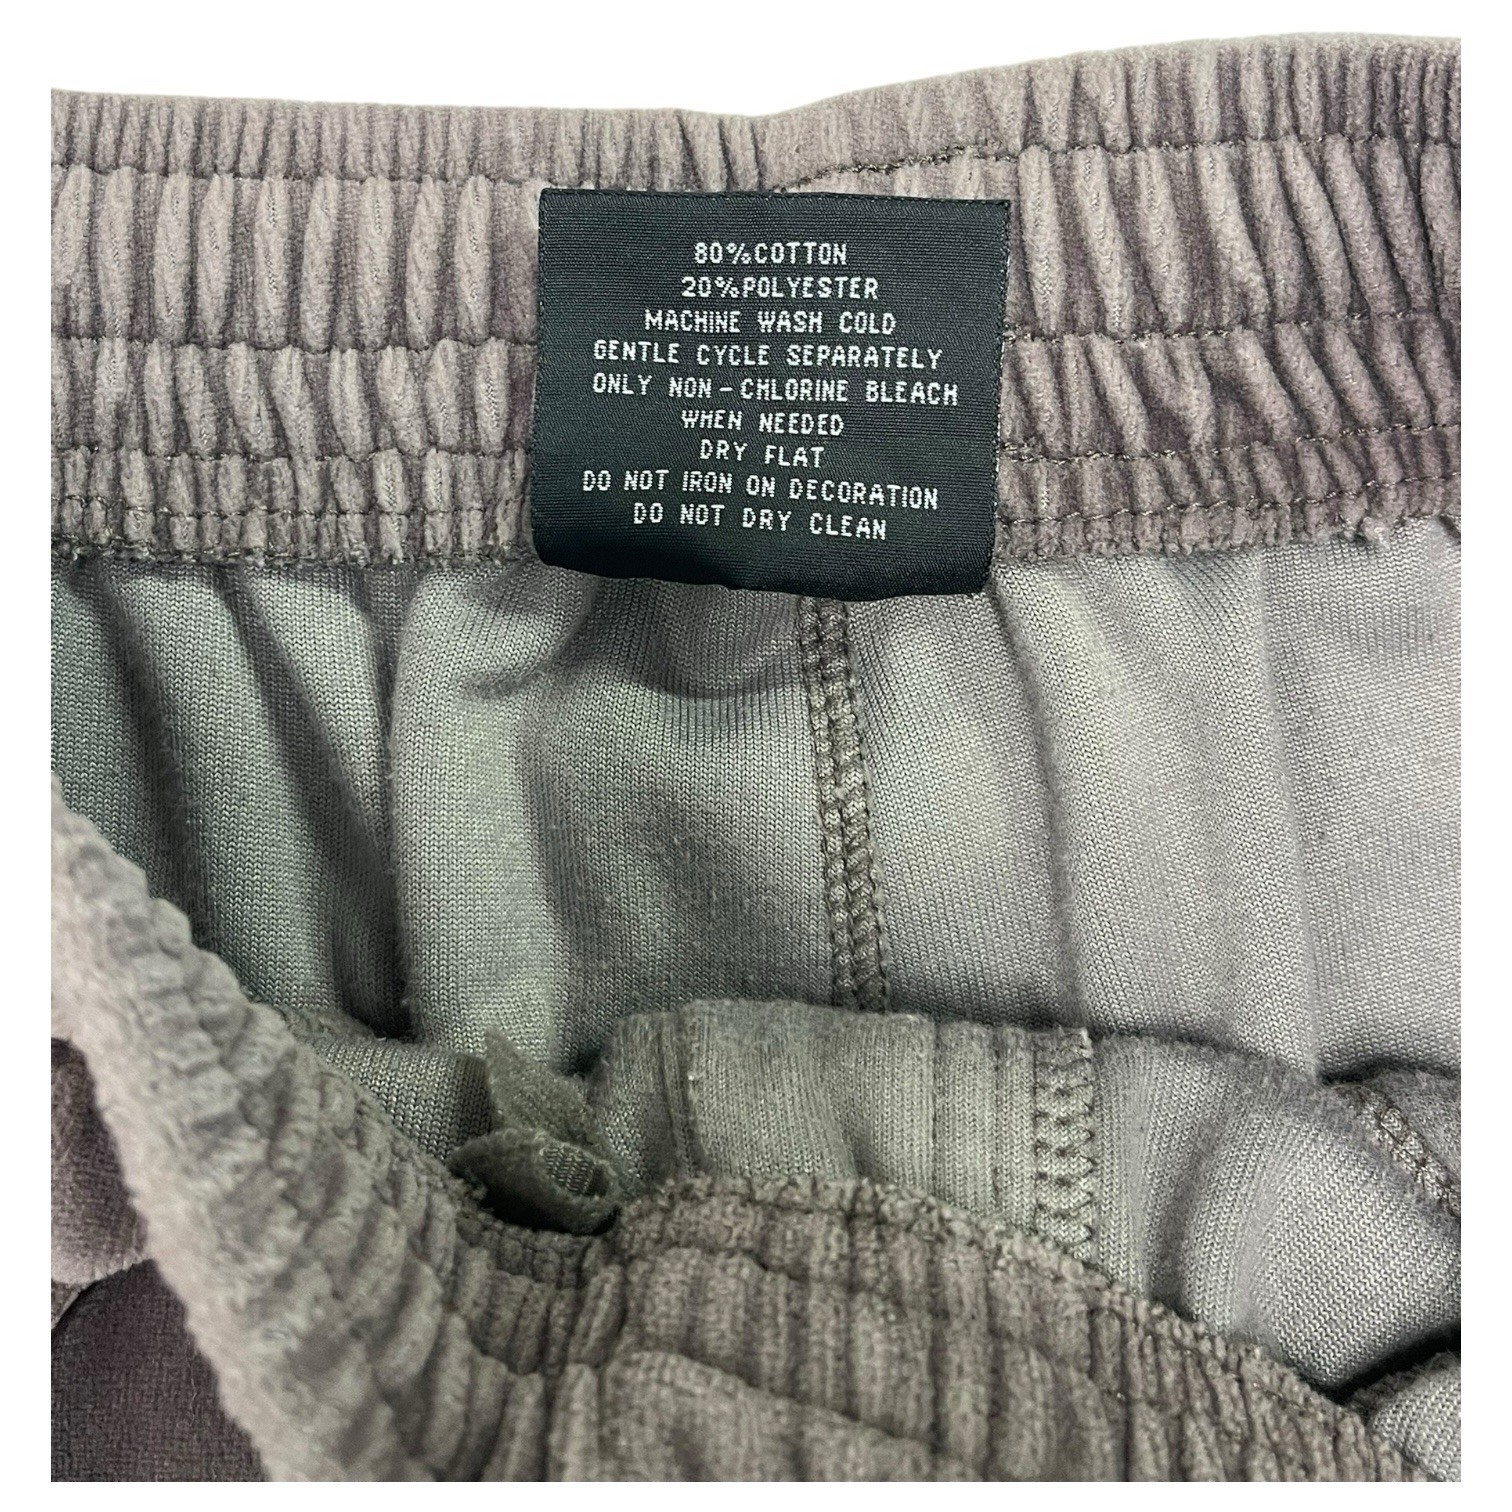 80%COTTON
20%POLYESTER
MACHINE WASH COLD
GENTLE CYCLE SEPARATELY
ONLY NON-CHLORINE BLEACH
WHEN NEEDED
DRY FLAT
DO NOT IRON ON DECORATION
DO NOT DRY CLEAN